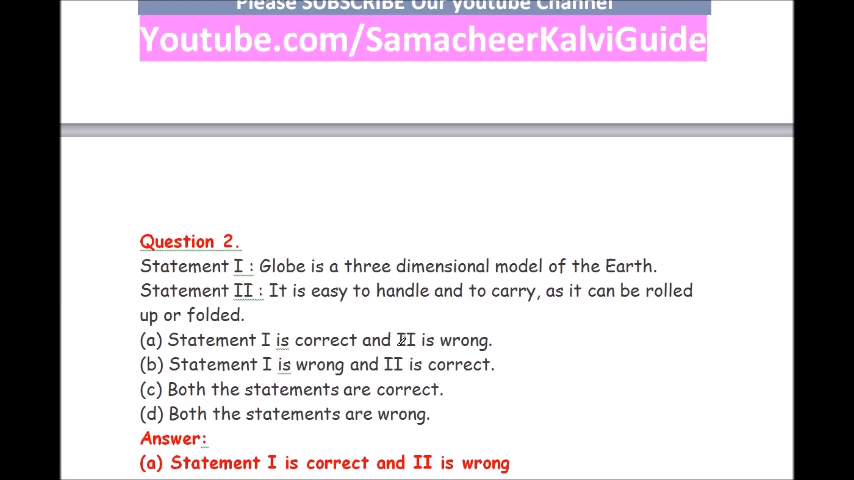 Please SUBSCRIBE Our youtube Channel
Youtube.com/SamacheerKalviGuide
Question 2.
Statement I : Globe is a three dimensional model of the Earth.
Statement II : It is easy to handle and to carry, as it can be rolled
up or folded.
(a) Statement I is correct and II is wrong.
(b) Statement I is wrong and II is correct.
(c) Both the statements are correct.
(d) Both the statements are wrong.
Answer:
(a) Statement I is correct and II is wrong